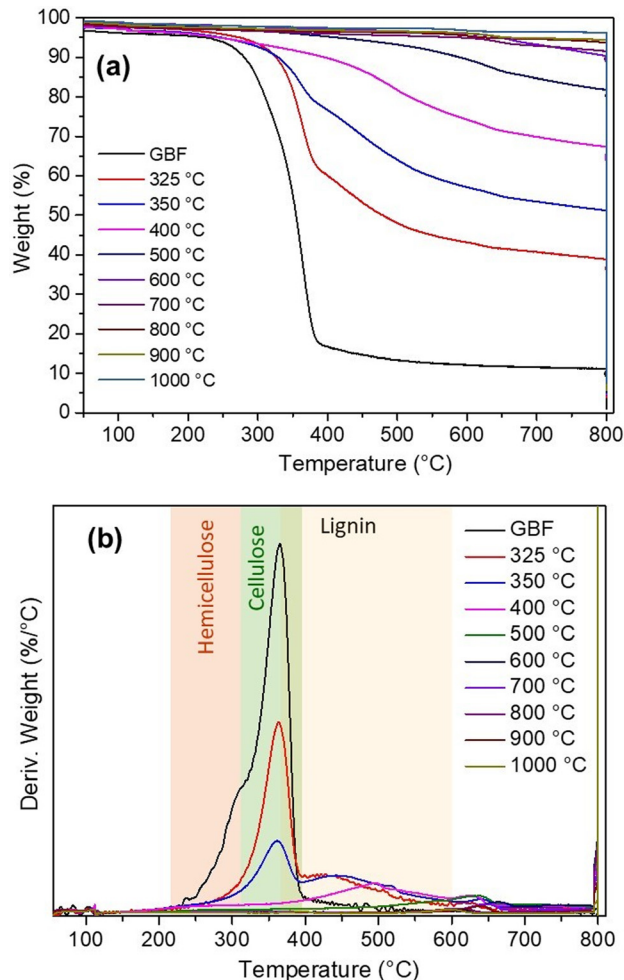 100
90
80
70
60
50
40
30
20
10
0
Weight (%)
(a)
GBF
325 °C
350 °C
400 °C
500 °C
600 °C
700 °C
800 °C
900 °C
1000 °C
100 200 300 400 500 600 700 800
Temperature (°C)
(b)
Deriv. Weight (%/°C)
Hemicellulose
Cellulose
Lignin
GBF
325 °C
350 °C
400 °C
500 °C
600 °C
700 °C
800 °C
900 °C
1000 °C
100 200 300 400 500 600 700 800
Temperature (°C)